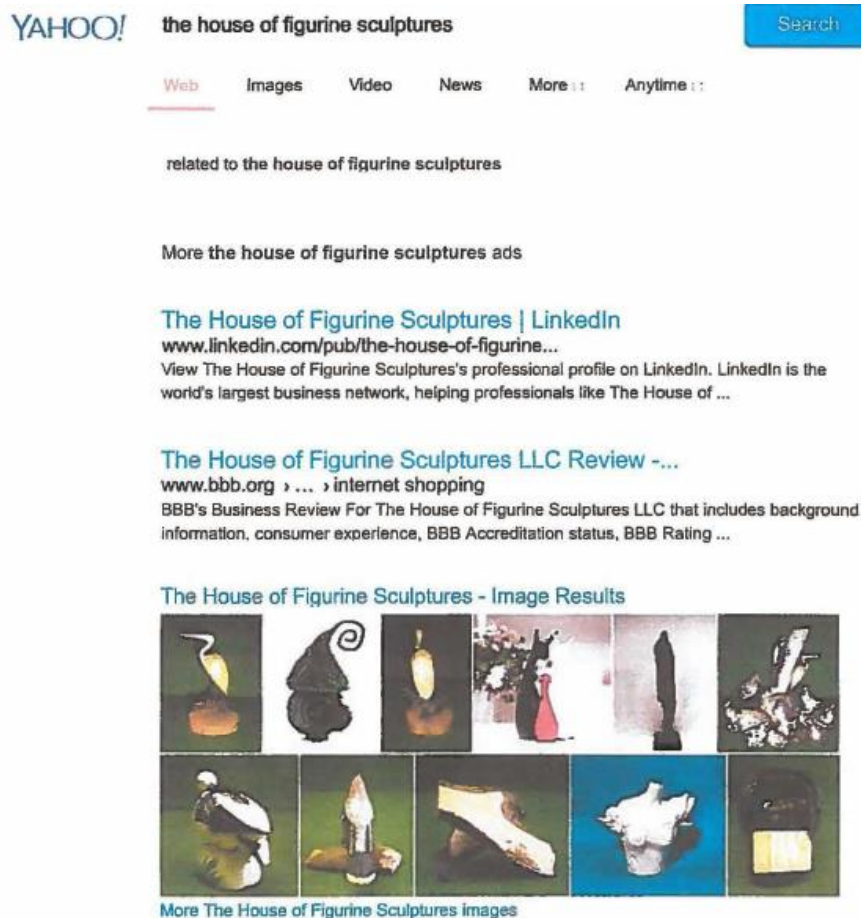 YAHOO!
the house of figurine sculptures
Search
Web Images Video News More Anytime
related to the house of figurine sculptures
More the house of figurine sculptures ads
The House of Figurine Sculptures | LinkedIn
www.linkedin.com/pub/the-house-of-figurine...
View The House of Figurine Sculptures's professional profile on LinkedIn. LinkedIn is the
world's largest business network, helping professionals like The House of ...
The House of Figurine Sculptures LLC Review -...
www.bbb.org › ... › internet shopping
BBB's Business Review For The House of Figurine Sculptures LLC that includes background
information, consumer experience, BBB Accreditation status, BBB Rating ...
The House of Figurine Sculptures - Image Results
More The House of Figurine Sculptures images